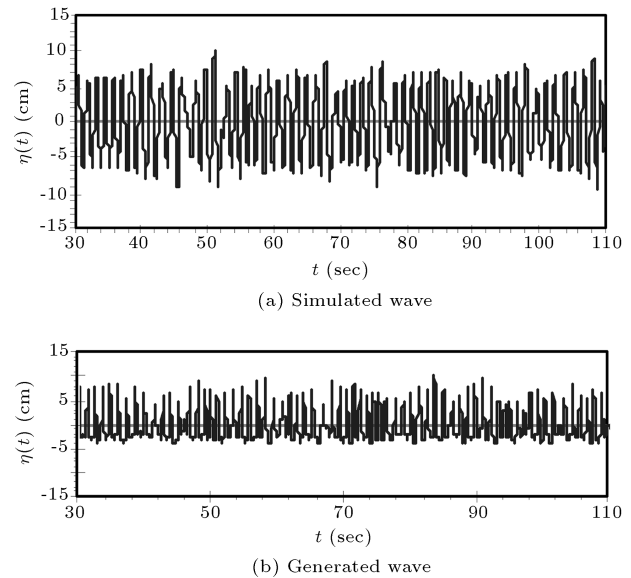 15
10
5
0
-5
-10
-15
η(t) (cm)
30 40 50 60 70 80 90 100 110
t (sec)
(a) Simulated wave
15
5
0
-5
-15
η(t) (cm)
30 50 70 90 110
t (sec)
(b) Generated wave